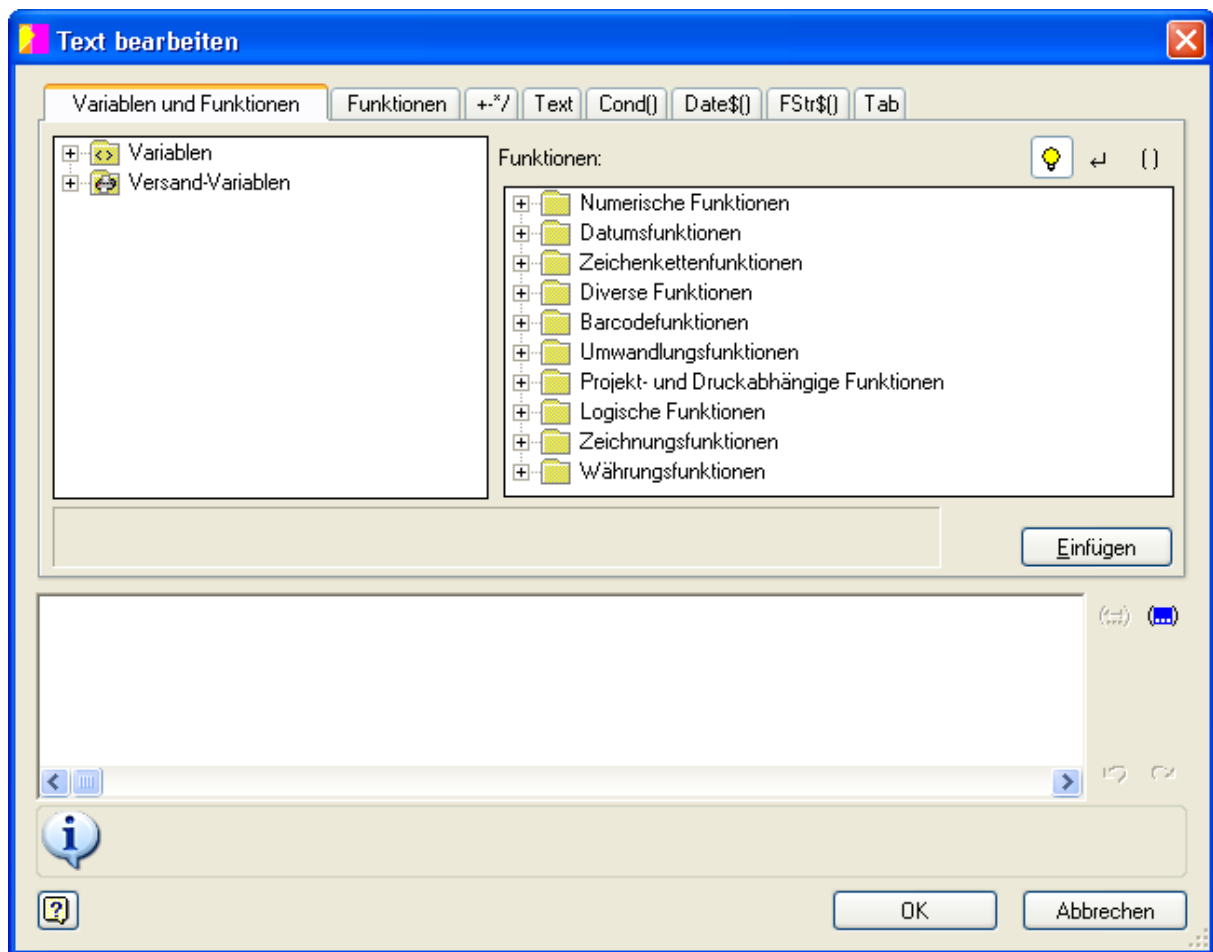 Text bearbeiten
Variablen und Funktionen Funktionen +-*/ Text Cond() Date$() FStr$() Tab
Variablen
Versand-Variablen
Funktionen:
( )
Numerische Funktionen
Datumsfunktionen
Zeichenkettenfunktionen
Diverse Funktionen
Barcodefunktionen
Umwandlungsfunktionen
Projekt- und Druckabhängige Funktionen
Logische Funktionen
Zeichnungsfunktionen
Währungsfunktionen
Einfügen
OK Abbrechen